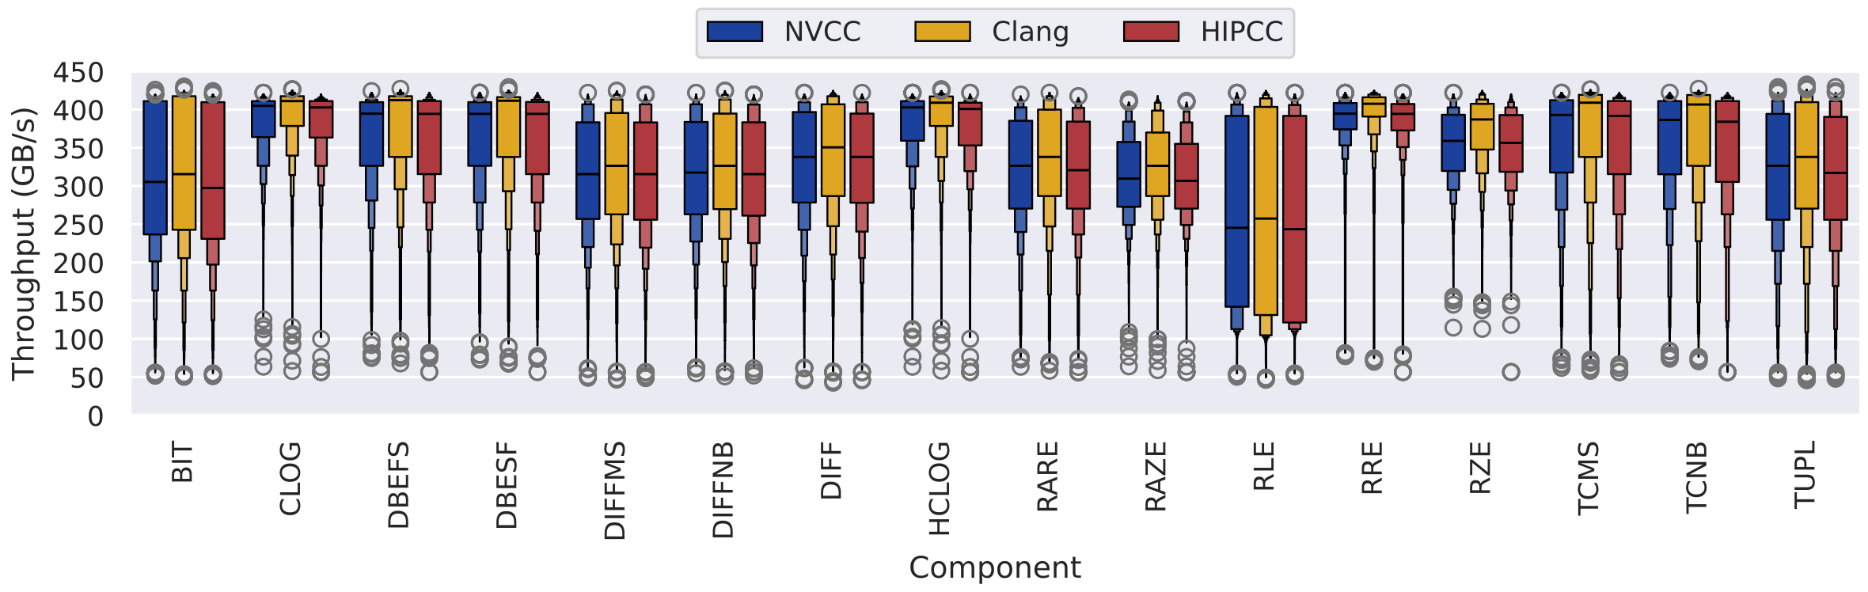 NVCC Clang HIPCC
Throughput (GB/s)
450
400
350
300
250
200
150
100
50
0
BIT CLOG DBEFS DBESF DIFFMS DIFFNB DIFF HCLOG RARE RAZE RLE RRE RZE TCMS TCNB TUPL
Component